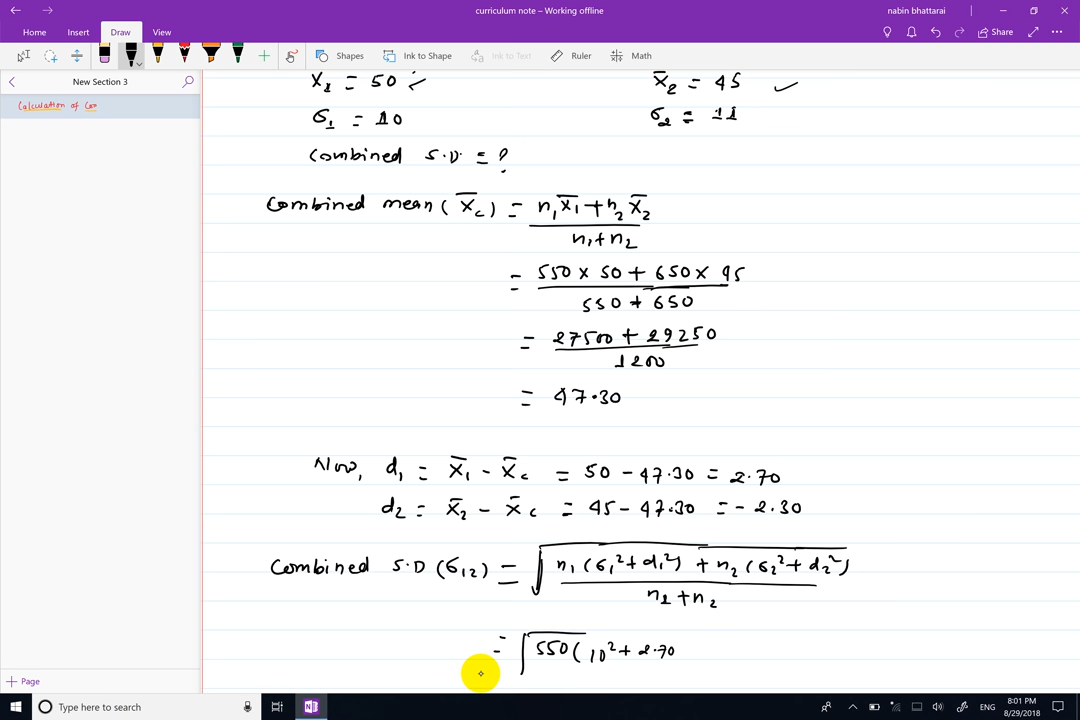 curriculum note – Working offline
nabin bhattarai
Home Insert Draw View
Share
Shapes Ink to Shape Ink to Text Ruler Math
New Section 3
Calculation of Com
X̄1 = 50 ✓ X̄2 = 45 ✓
σ1 = 10 σ2 = 11
Combined S.D. = ?
Combined mean ( X̄c ) = n1X̄1 + n2X̄2
n1 + n2
= 550 × 50 + 650 × 45
550 + 650
= 27500 + 29250
1200
= 47.30
Now, d1 = X̄1 - X̄c = 50 - 47.30 = 2.70
d2 = X̄2 - X̄c = 45 - 47.30 = - 2.30
Combined S.D (σ12) = √ n1 (σ1² + d1²) + n2 (σ2² + d2²)
n1 + n2
= √ 550 ( 10² + 2.70
Page
Type here to search
8:01 PM
8/29/2018